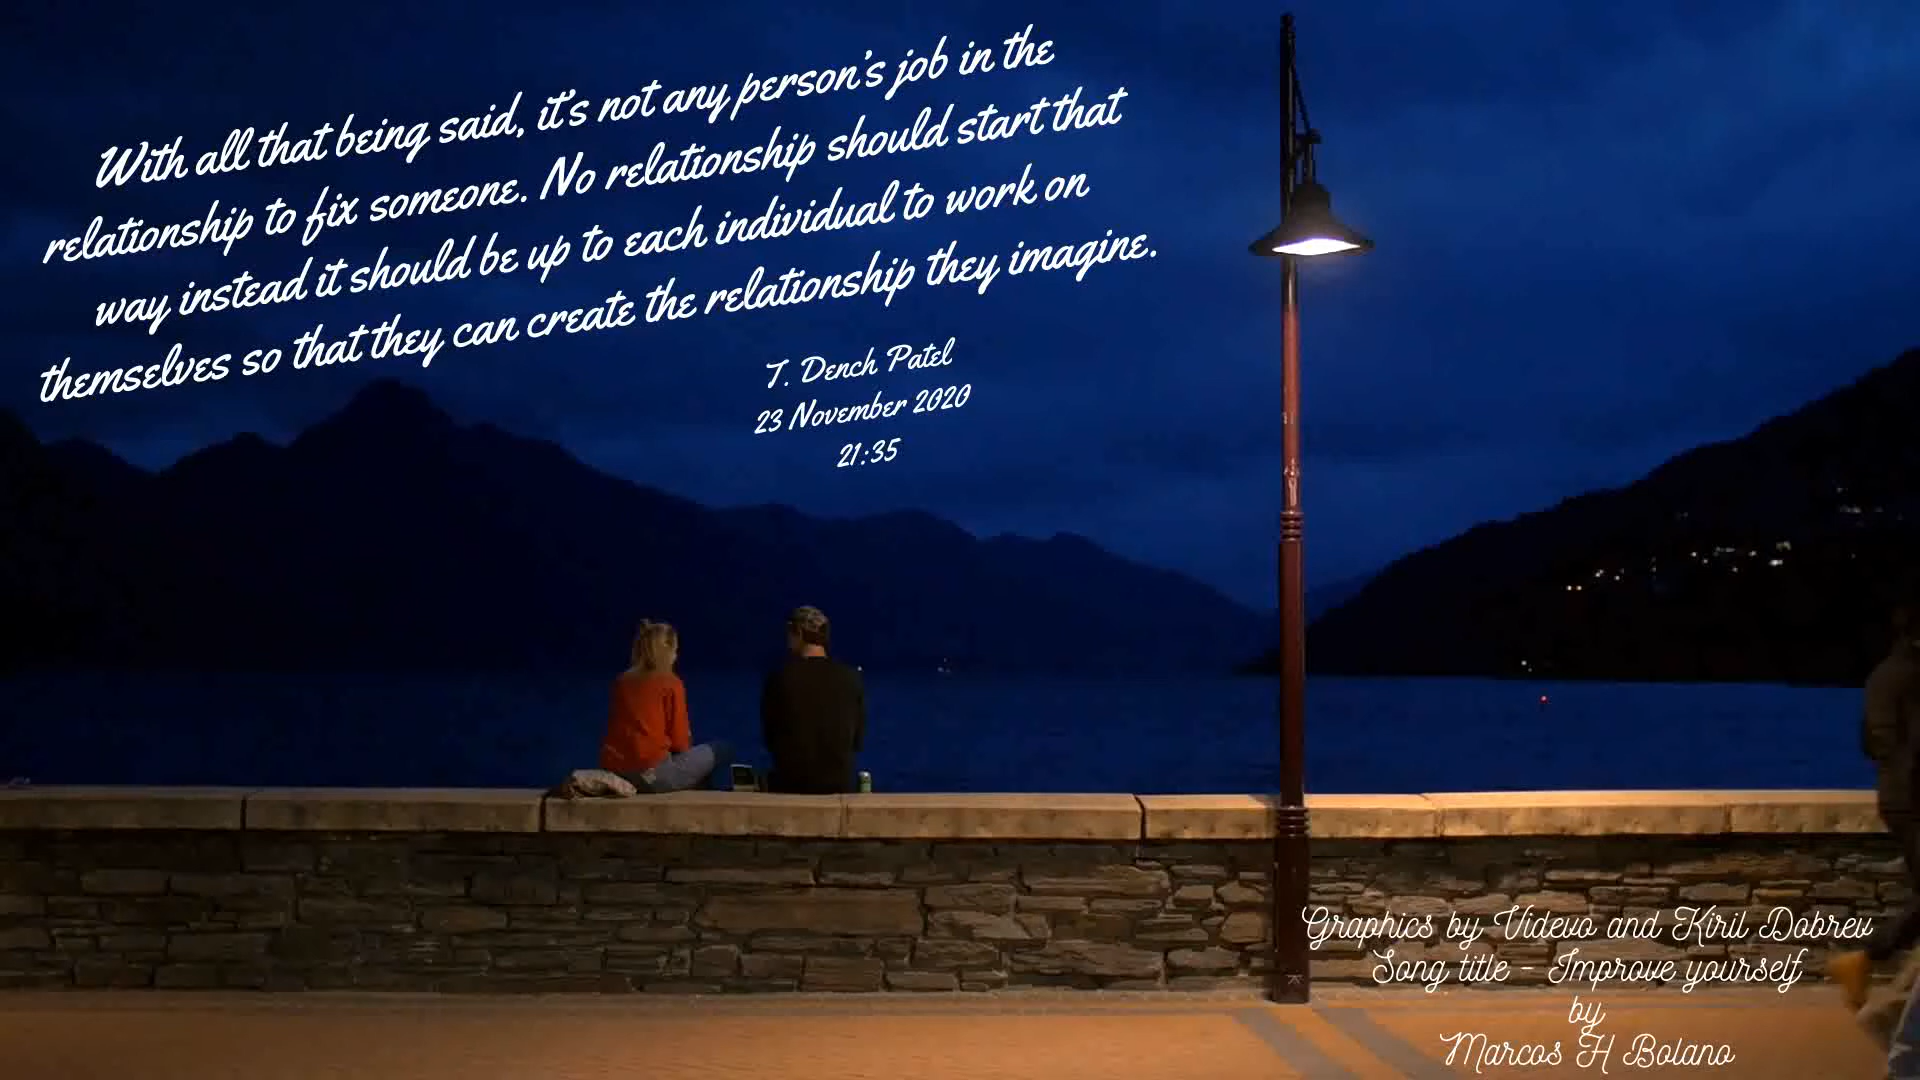 With all that being said, it's not any person's job in the
relationship to fix someone. No relationship should start that
way instead it should be up to each individual to work on
themselves so that they can create the relationship they imagine.
T. Dench Patel
23 November 2020
21:35
Graphics by Videvo and Kiril Dobrev
Song title - Improve yourself
by
Marcos H Bolano